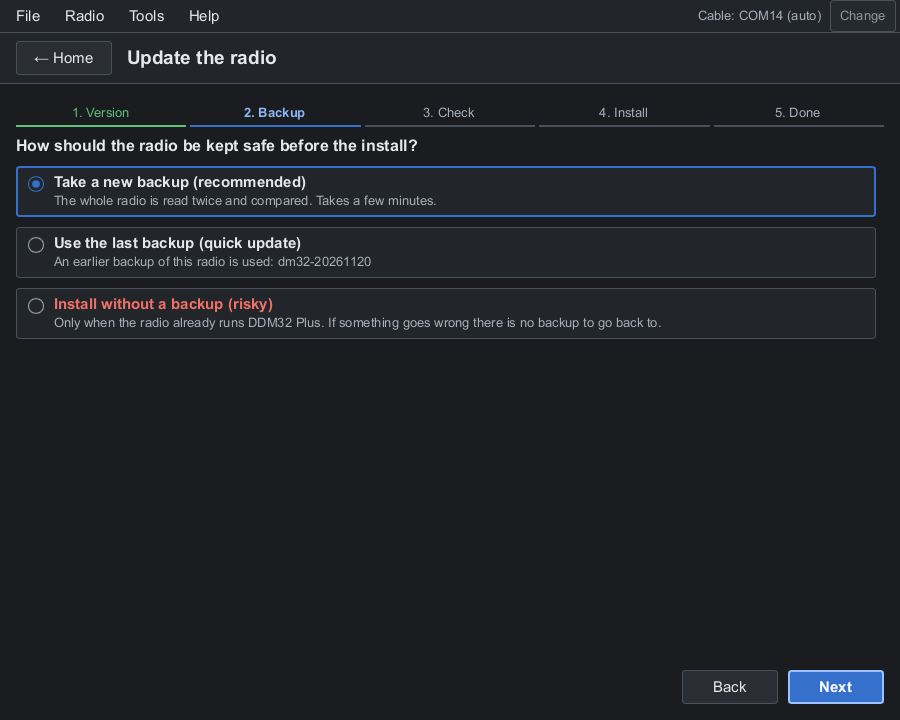 File Radio Tools Help Cable: COM14 (auto) Change
← Home Update the radio
1. Version 2. Backup 3. Check 4. Install 5. Done
How should the radio be kept safe before the install?
Take a new backup (recommended)
The whole radio is read twice and compared. Takes a few minutes.
Use the last backup (quick update)
An earlier backup of this radio is used: dm32-20261120
Install without a backup (risky)
Only when the radio already runs DDM32 Plus. If something goes wrong there is no backup to go back to.
Back Next